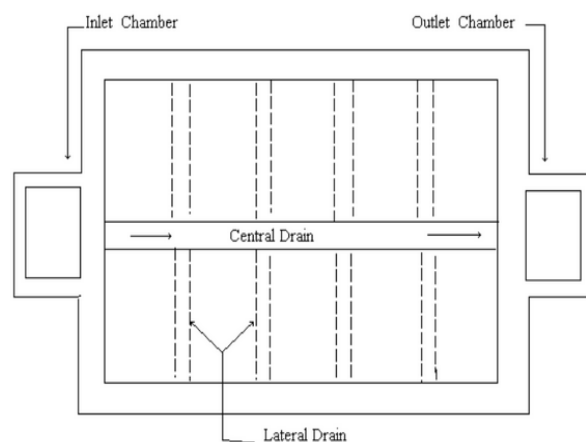 Inlet Chamber
Outlet Chamber
Central Drain
Lateral Drain